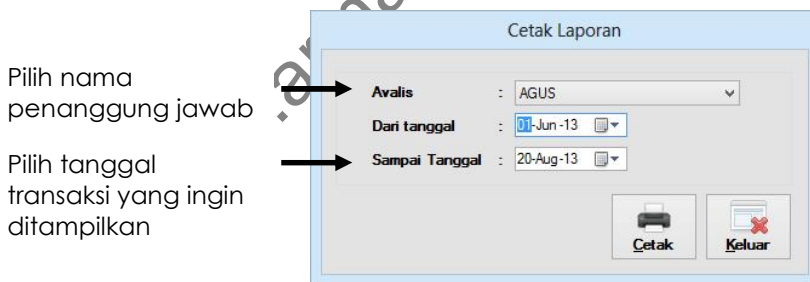 Cetak Laporan
Pilih nama
penanggung jawab
Avalis : AGUS
Dari tanggal : 01-Jun-13
Pilih tanggal
transaksi yang ingin
ditampilkan
Sampai Tanggal : 20-Aug-13
Cetak
Keluar